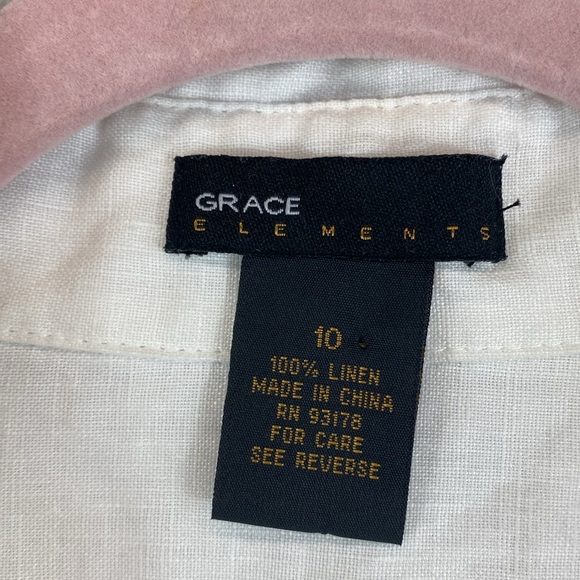 GRACE
ELEMENTS
10
100% LINEN
MADE IN CHINA
RN 93178
FOR CARE
SEE REVERSE